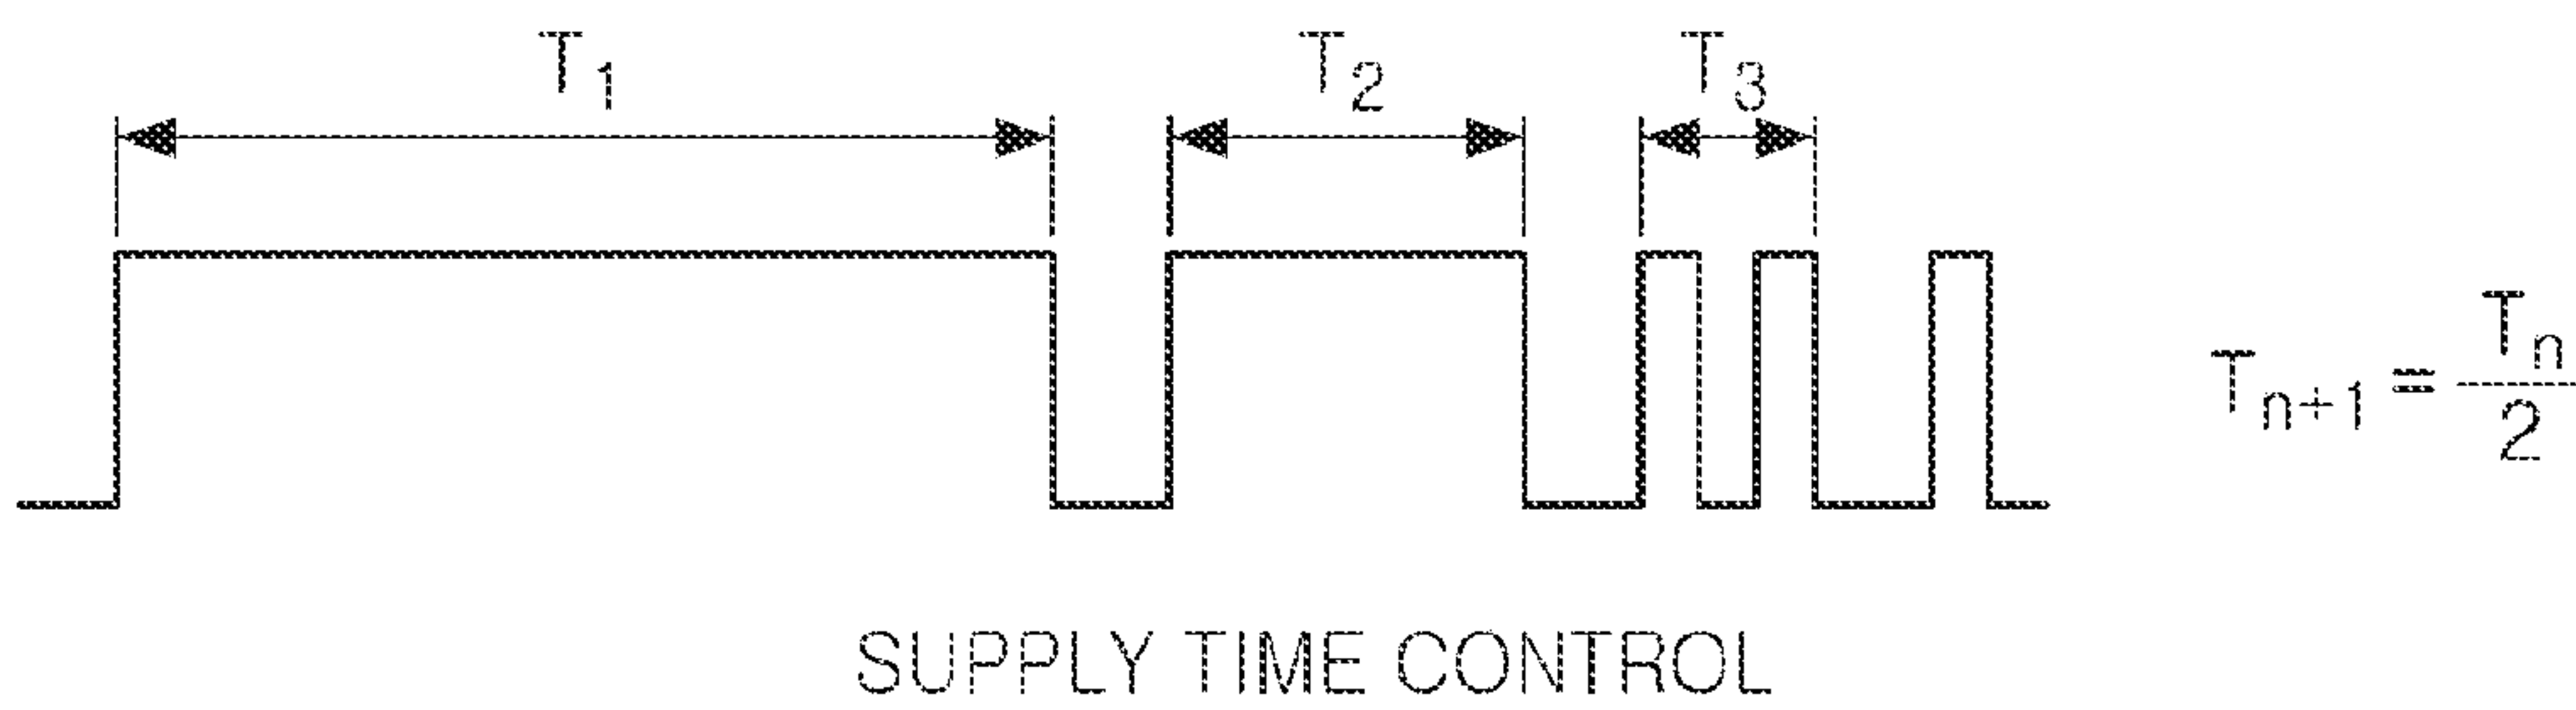 T₁ T₂ T₃
Tₙ₊₁ = Tₙ/2
SUPPLY TIME CONTROL